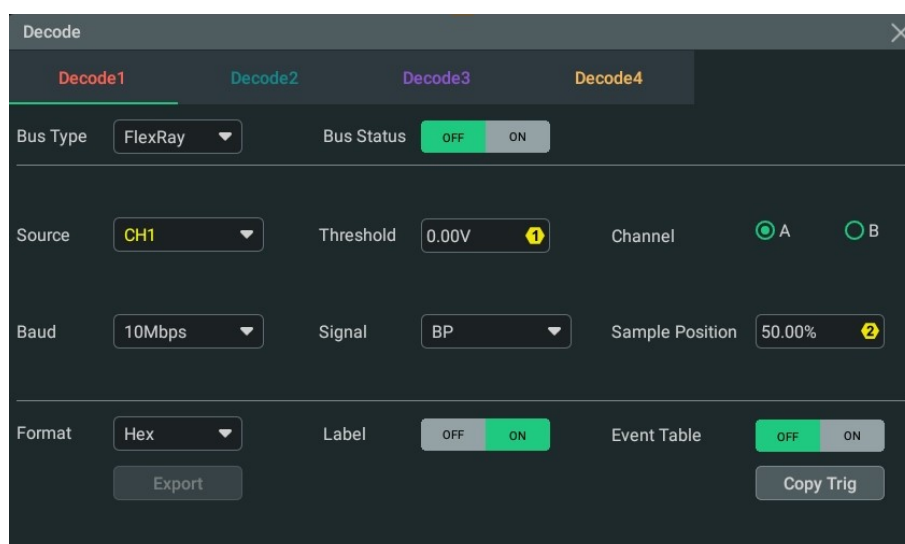 Decode
Decode1 Decode2 Decode3 Decode4
Bus Type FlexRay Bus Status OFF ON
Source CH1 Threshold 0.00V 1 Channel A B
Baud 10Mbps Signal BP Sample Position 50.00% 2
Format Hex Label OFF ON Event Table OFF ON
Export Copy Trig